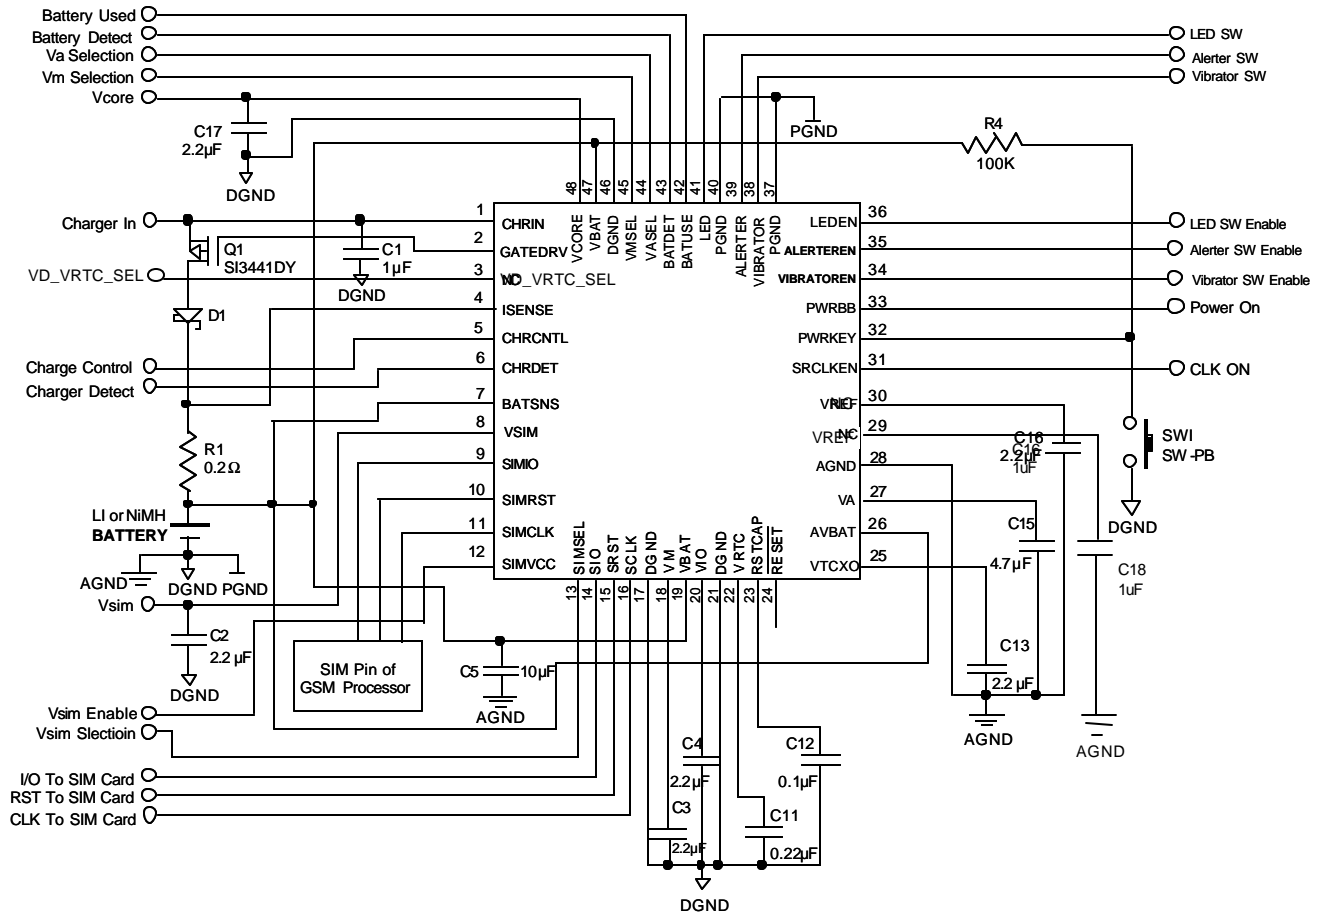 Battery Used
Battery Detect
Va Selection
Vm Selection
Vcore
C17
2.2µF
DGND
Charger In
Q1
SI3441DY
C1
1µF
DGND
VD_VRTC_SEL
D1
Charge Control
Charger Detect
R1
0.2Ω
LI or NiMH
BATTERY
AGND
DGND
PGND
Vsim
C2
2.2 µF
DGND
SIM Pin of
GSM Processor
C5
10µF
AGND
Vsim Enable
Vsim Slectioin
I/O To SIM Card
RST To SIM Card
CLK To SIM Card
1
CHRIN
2
GATEDRV
3
VD_VRTC_SEL
4
ISENSE
5
CHRCNTL
6
CHRDET
7
BATSNS
8
VSIM
9
SIMIO
10
SIMRST
11
SIMCLK
12
SIMVCC
48
47
46
45
44
43
42
41
40
39
38
37
VCORE
VBAT
DGND
VMSEL
VASEL
BATDET
BATUSE
LED
PGND
ALERTER
VIBRATOR
PGND
SIMSEL
SIO
SRST
SCLK
DGND
VM
VBAT
VIO
DGND
VRTC
RSTCAP
RESET
13
14
15
16
17
18
19
20
21
22
23
24
LEDEN
36
ALERTEREN
35
VIBRATOREN
34
PWRBB
33
PWRKEY
32
SRCLKEN
31
30
VREF
NC
29
AGND
28
VA
27
AVBAT
26
VTCXO
25
PGND
R4
100K
LED SW
Alerter SW
Vibrator SW
LED SW Enable
Alerter SW Enable
Vibrator SW Enable
Power On
CLK ON
SWI
SW-PB
DGND
C16
2.2µF
1uF
C15
4.7µF
C18
1uF
C13
2.2 µF
AGND
AGND
C4
2.2µF
C3
2.2µF
C12
0.1µF
C11
0.22µF
DGND